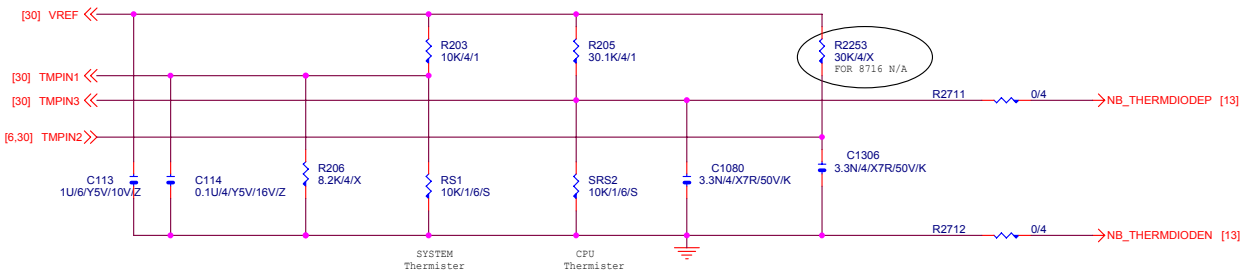 [30] VREF
R203
10K/4/1
R205
30.1K/4/1
R2253
30K/4/X
FOR 8716 N/A
[30] TMPIN1
[30] TMPIN3
R2711
0/4
NB_THERMDIODEP [13]
[6,30] TMPIN2
C113
1U/6/Y5V/10V/Z
C114
0.1U/4/Y5V/16V/Z
R206
8.2K/4/X
RS1
10K/1/6/S
SRS2
10K/1/6/S
C1080
3.3N/4/X7R/50V/K
C1306
3.3N/4/X7R/50V/K
R2712
0/4
NB_THERMDIODEN [13]
SYSTEM
Thermister
CPU
Thermister